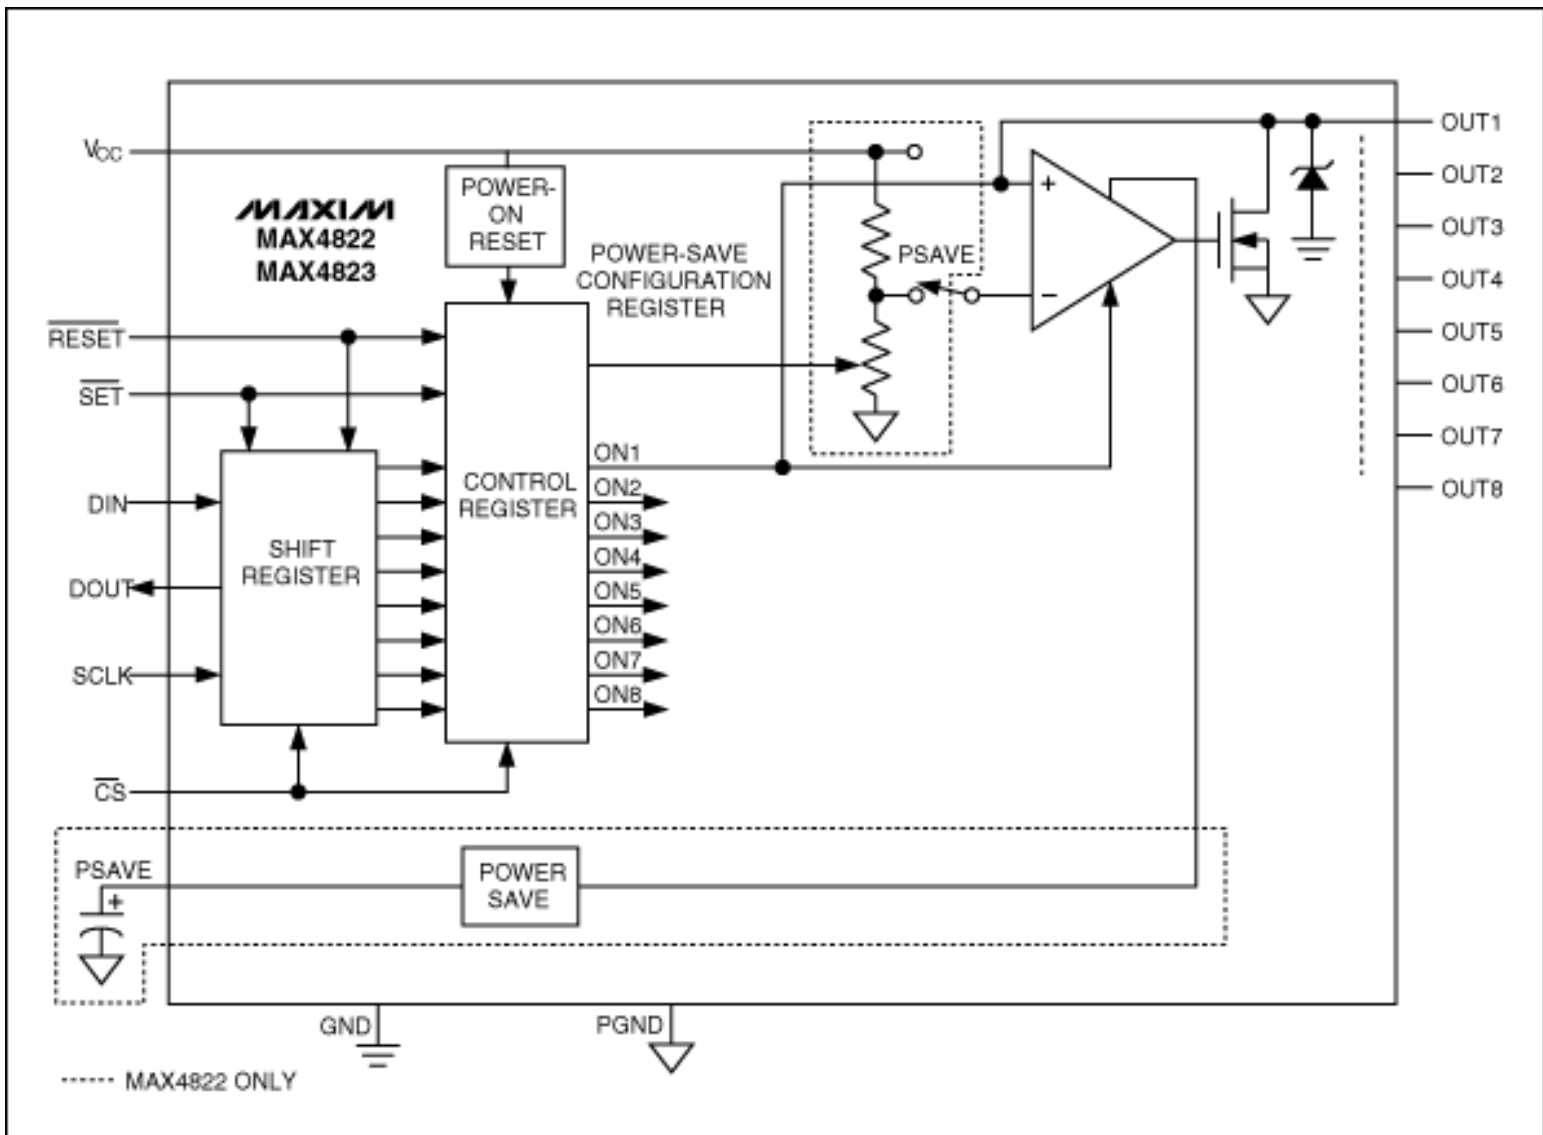 VCC
POWER-
ON
RESET
MAXIM
MAX4822
MAX4823
POWER-SAVE
CONFIGURATION
REGISTER
PSAVE
+
−
OUT1
OUT2
OUT3
OUT4
OUT5
OUT6
OUT7
OUT8
RESET
SET
DIN
DOUT
SCLK
CS
SHIFT
REGISTER
CONTROL
REGISTER
ON1
ON2
ON3
ON4
ON5
ON6
ON7
ON8
PSAVE
+
POWER
SAVE
GND
PGND
MAX4822 ONLY